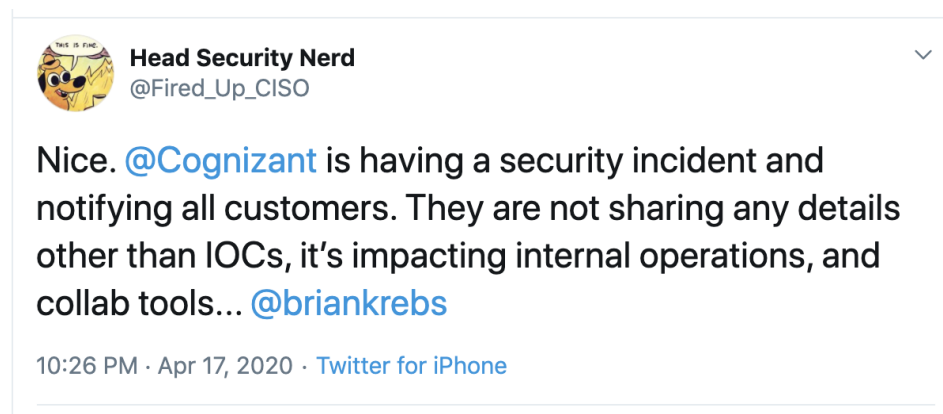 THIS IS FINE.
Head Security Nerd
@Fired_Up_CISO
Nice. @Cognizant is having a security incident and
notifying all customers. They are not sharing any details
other than IOCs, it’s impacting internal operations, and
collab tools... @briankrebs
10:26 PM · Apr 17, 2020 · Twitter for iPhone